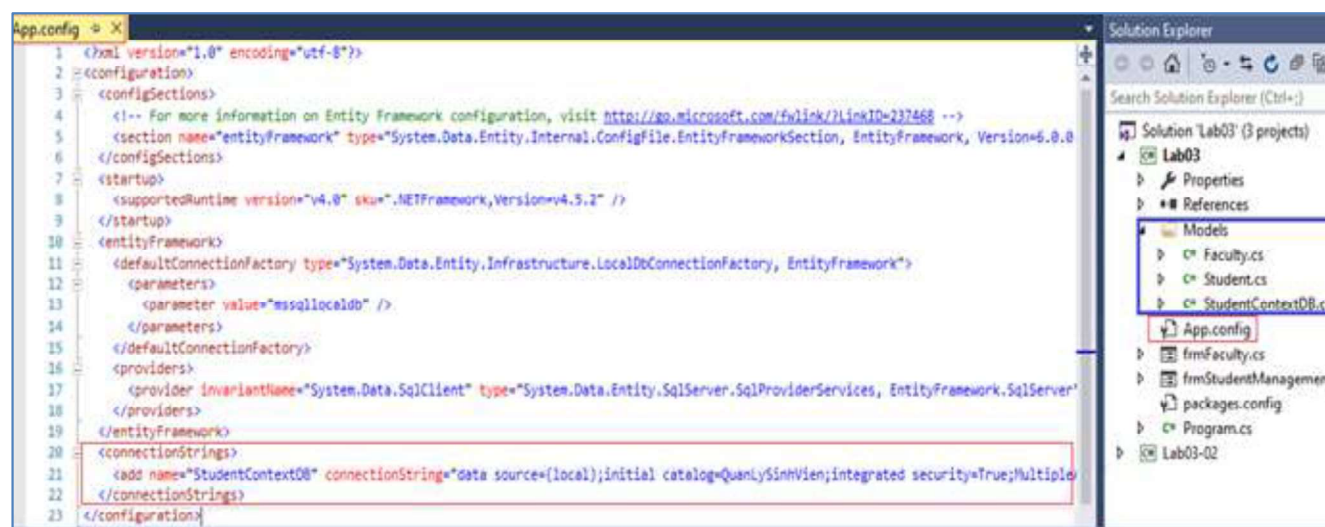 App.config
1 <?xml version="1.0" encoding="utf-8"?>
2 <configuration>
3 <configSections>
4 <!-- For more information on Entity Framework configuration, visit http://go.microsoft.com/fwlink/?LinkID=237468 -->
5 <section name="entityFramework" type="System.Data.Entity.Internal.ConfigFile.EntityFrameworkSection, EntityFramework, Version=6.0.0
6 </configSections>
7 <startup>
8 <supportedRuntime version="v4.0" sku=".NETFramework,Version=v4.5.2" />
9 </startup>
10 <entityFramework>
11 <defaultConnectionFactory type="System.Data.Entity.Infrastructure.LocalDbConnectionFactory, EntityFramework">
12 <parameters>
13 <parameter value="mssqllocaldb" />
14 </parameters>
15 </defaultConnectionFactory>
16 <providers>
17 <provider invariantName="System.Data.SqlClient" type="System.Data.Entity.SqlServer.SqlProviderServices, EntityFramework.SqlServer"
18 </providers>
19 </entityFramework>
20 <connectionStrings>
21 <add name="StudentContextDB" connectionString="data source=(local);initial catalog=QuanLySinhVien;integrated security=True;Multiple
22 </connectionStrings>
23 </configuration>
Solution Explorer
Search Solution Explorer (Ctrl+;)
Solution 'Lab03' (3 projects)
Lab03
Properties
References
Models
Faculty.cs
Student.cs
StudentContextDB.c
App.config
frmFaculty.cs
frmStudentManagemen
packages.config
Program.cs
Lab03-02